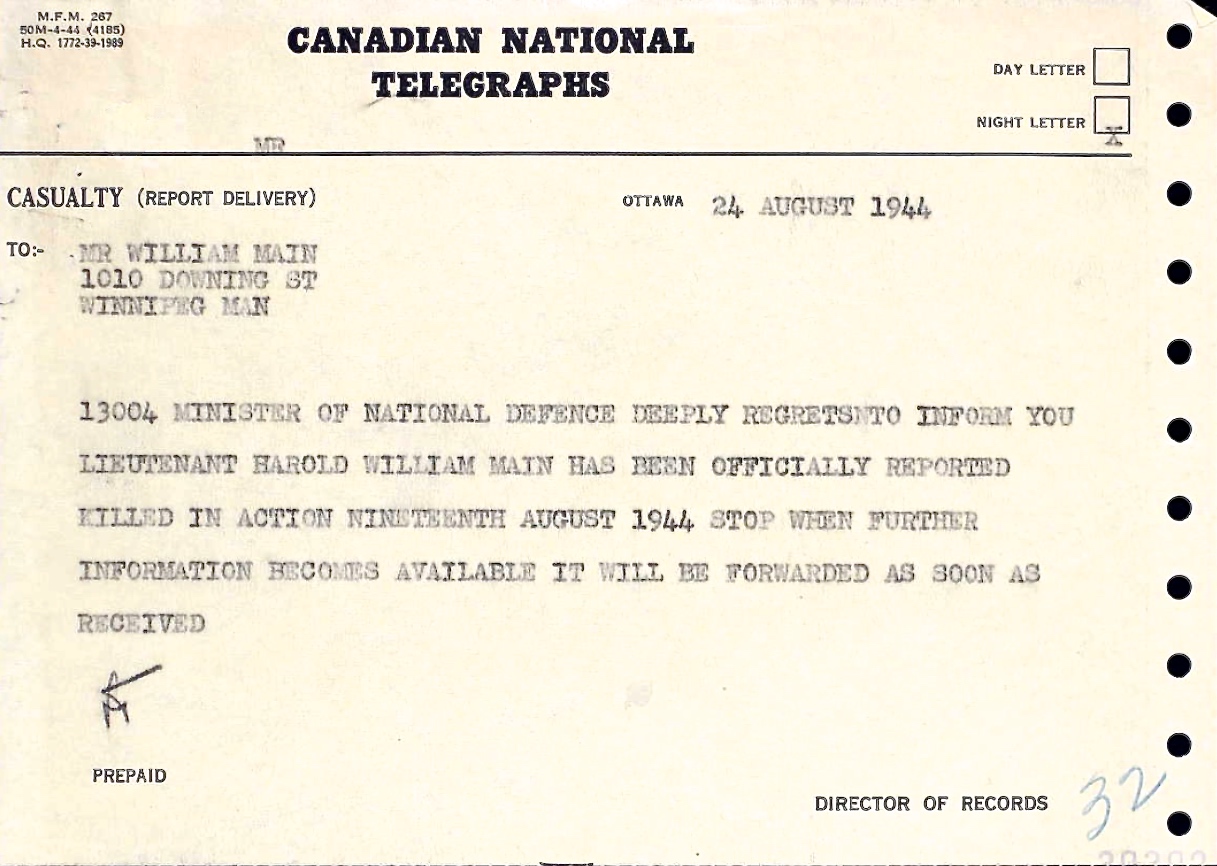 M.F.M. 267
50M-4-44 (4185)
H.Q. 1772-39-1989
CANADIAN NATIONAL
TELEGRAPHS
DAY LETTER
NIGHT LETTER X
MR
CASUALTY (REPORT DELIVERY)
OTTAWA 24 AUGUST 1944
TO:- MR WILLIAM MAIN
1010 DOWNING ST
WINNIPEG MAN
13004 MINISTER OF NATIONAL DEFENCE DEEPLY REGRETS TO INFORM YOU
LIEUTENANT HAROLD WILLIAM MAIN HAS BEEN OFFICIALLY REPORTED
KILLED IN ACTION NINETEENTH AUGUST 1944 STOP WHEN FURTHER
INFORMATION BECOMES AVAILABLE IT WILL BE FORWARDED AS SOON AS
RECEIVED
PREPAID
DIRECTOR OF RECORDS
32